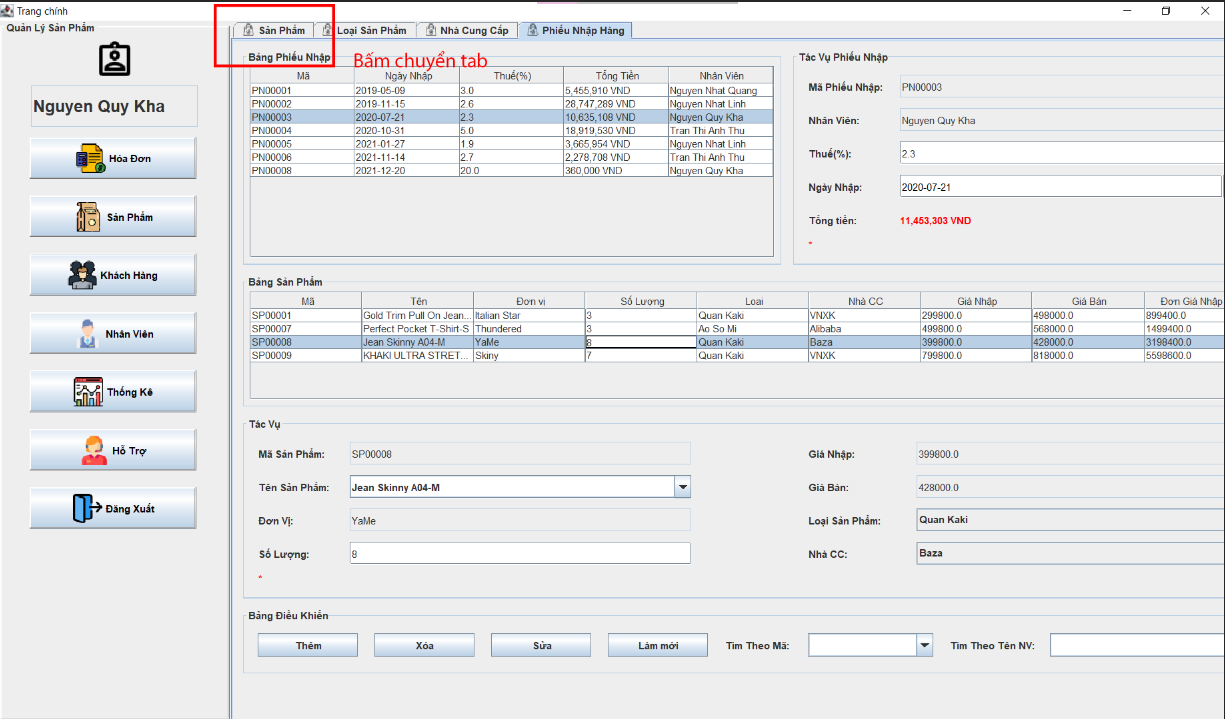 Trang chính
Quản Lý Sản Phẩm
Nguyen Quy Kha
Hóa Đơn
Sản Phẩm
Khách Hàng
Nhân Viên
Thống Kê
Hỗ Trợ
Đăng Xuất
Sản Phẩm Loại Sản Phẩm Nhà Cung Cấp Phiếu Nhập Hàng
Bấm chuyển tab
Bảng Phiếu Nhập
Mã Ngày Nhập Thuế(%) Tổng Tiền Nhân Viên
PN00001 2019-05-09 3.0 5,455,910 VND Nguyen Nhat Quang
PN00002 2019-11-15 2.6 28,747,289 VND Nguyen Nhat Linh
PN00003 2020-07-21 2.3 10,635,108 VND Nguyen Quy Kha
PN00004 2020-10-31 5.0 18,919,530 VND Tran Thi Anh Thu
PN00005 2021-01-27 1.9 3,665,954 VND Nguyen Nhat Linh
PN00006 2021-11-14 2.7 2,278,708 VND Tran Thi Anh Thu
PN00008 2021-12-20 20.0 360,000 VND Nguyen Quy Kha
Tác Vụ Phiếu Nhập
Mã Phiếu Nhập: PN00003
Nhân Viên: Nguyen Quy Kha
Thuế(%): 2.3
Ngày Nhập: 2020-07-21
Tổng tiền: 11,453,303 VND
*
Bảng Sản Phẩm
Mã Tên Đơn vi Số Lượng Loai Nhà CC Giá Nhập Giá Bán Đơn Giá Nhập
SP00001 Gold Trim Pull On Jean... Italian Star 3 Quan Kaki VNXK 299800.0 498000.0 899400.0
SP00007 Perfect Pocket T-Shirt-S Thundered 3 Ao So Mi Alibaba 499800.0 568000.0 1499400.0
SP00008 Jean Skinny A04-M YaMe 8 Quan Kaki Baza 399800.0 428000.0 3198400.0
SP00009 KHAKI ULTRA STRET... Skiny 7 Quan Kaki VNXK 799800.0 818000.0 5598600.0
Tác Vụ
Mã Sản Phẩm: SP00008 Giá Nhập: 399800.0
Tên Sản Phẩm: Jean Skinny A04-M Giá Bán: 428000.0
Đơn Vị: YaMe Loại Sản Phẩm: Quan Kaki
Số Lượng: 8 Nhà CC: Baza
*
Bảng Điều Khiển
Thêm Xóa Sửa Làm mới Tìm Theo Mã: Tìm Theo Tên NV: